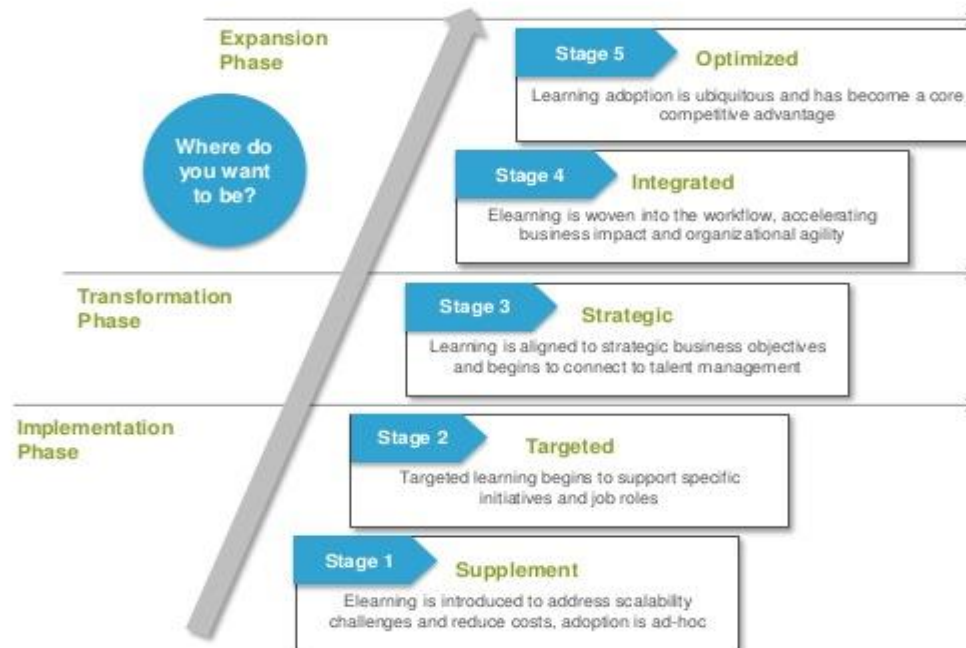 Expansion
Phase
Stage 5
Optimized
Learning adoption is ubiquitous and has become a core
competitive advantage
Where do
you want
to be?
Stage 4
Integrated
Elearning is woven into the workflow, accelerating
business impact and organizational agility
Transformation
Phase
Stage 3
Strategic
Learning is aligned to strategic business objectives
and begins to connect to talent management
Implementation
Phase
Stage 2
Targeted
Targeted learning begins to support specific
initiatives and job roles
Stage 1
Supplement
Elearning is introduced to address scalability
challenges and reduce costs, adoption is ad-hoc